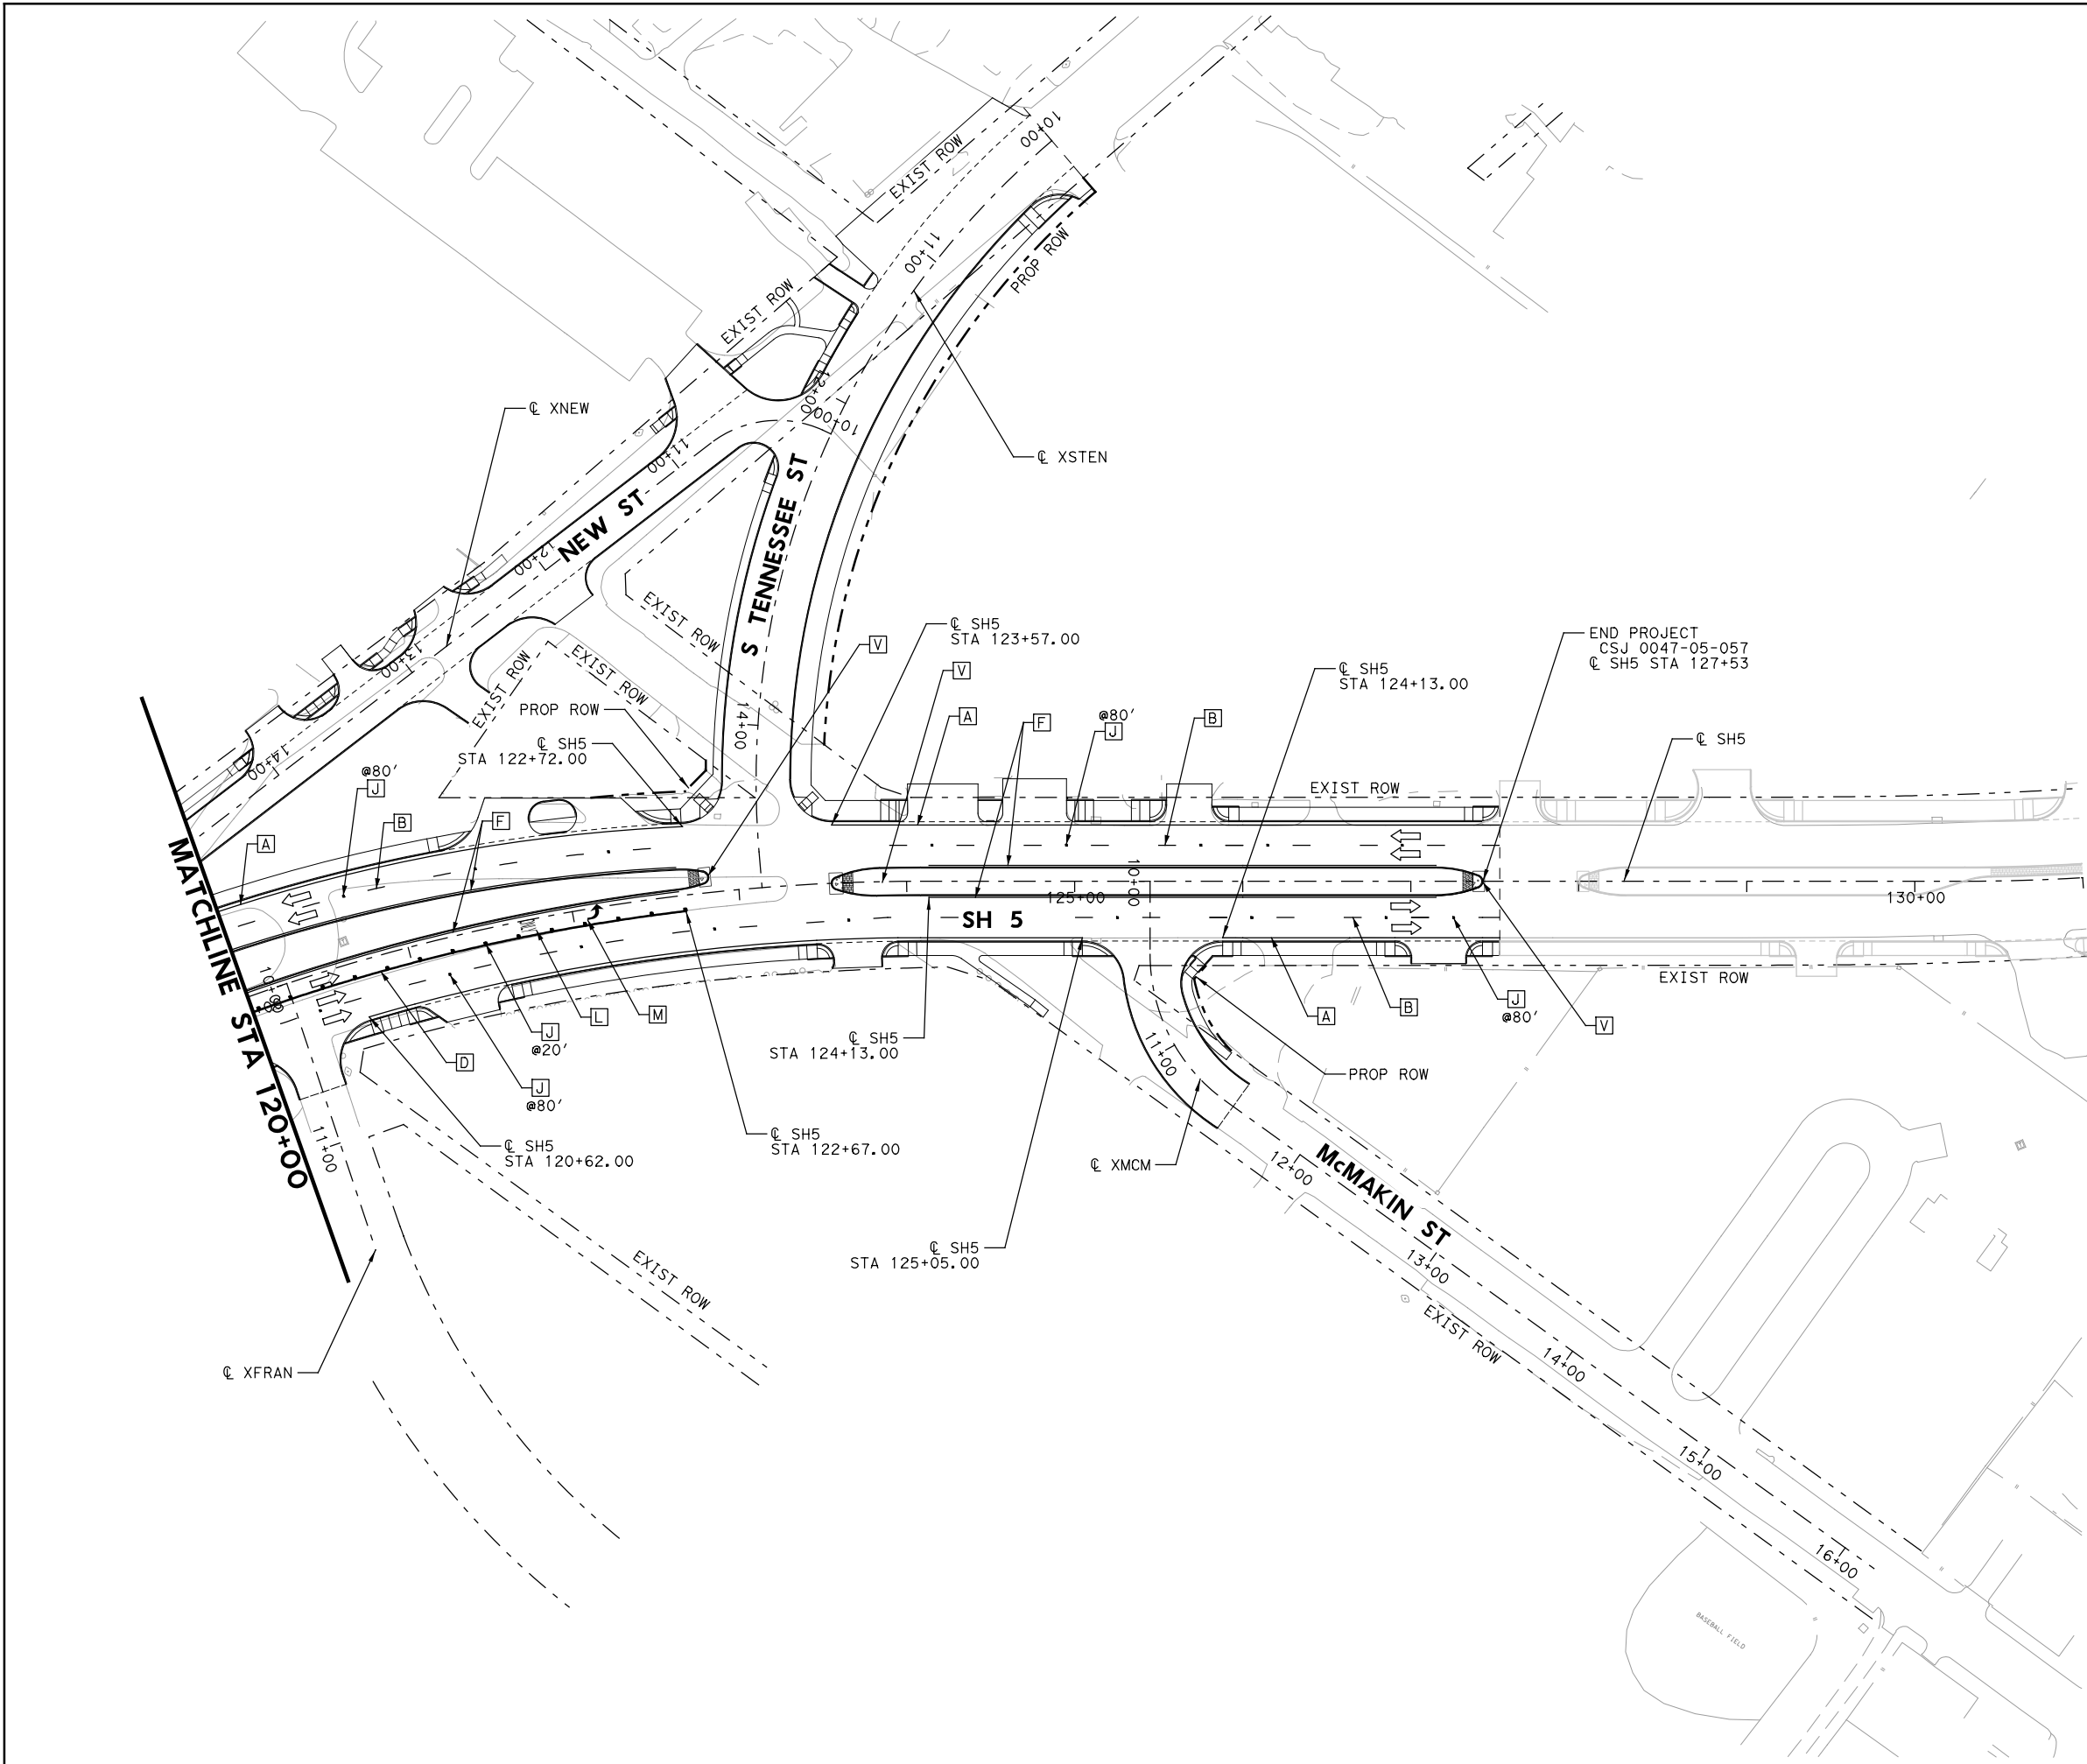 10+00
EXIST ROW
11+00
PROP ROW
EXIST ROW
12+00
10+00
℄ XNEW
℄ XSTEN
11+00
NEW ST
S TENNESSEE ST
12+00
EXIST ROW
℄ SH5
STA 123+57.00
V
END PROJECT
CSJ 0047-05-057
℄ SH5 STA 127+53
13+00
EXIST ROW
EXIST ROW
V
℄ SH5
STA 124+13.00
PROP ROW
14+00
A
F
@80'
J
B
℄ SH5
℄ SH5
STA 122+72.00
14+00
@80'
J
B
F
EXIST ROW
A
MATCHLINE STA 120+00
10+00
125+00
130+00
SH 5
10+00
EXIST ROW
J
@20'
L
M
A
B
J
@80'
V
D
℄ SH5
STA 124+13.00
11+00
PROP ROW
J
@80'
℄ SH5
STA 120+62.00
℄ SH5
STA 122+67.00
11+00
℄ XMCM
12+00
McMAKIN ST
℄ SH5
STA 125+05.00
EXIST ROW
13+00
EXIST ROW
℄ XFRAN
14+00
15+00
16+00
BASEBALL FIELD